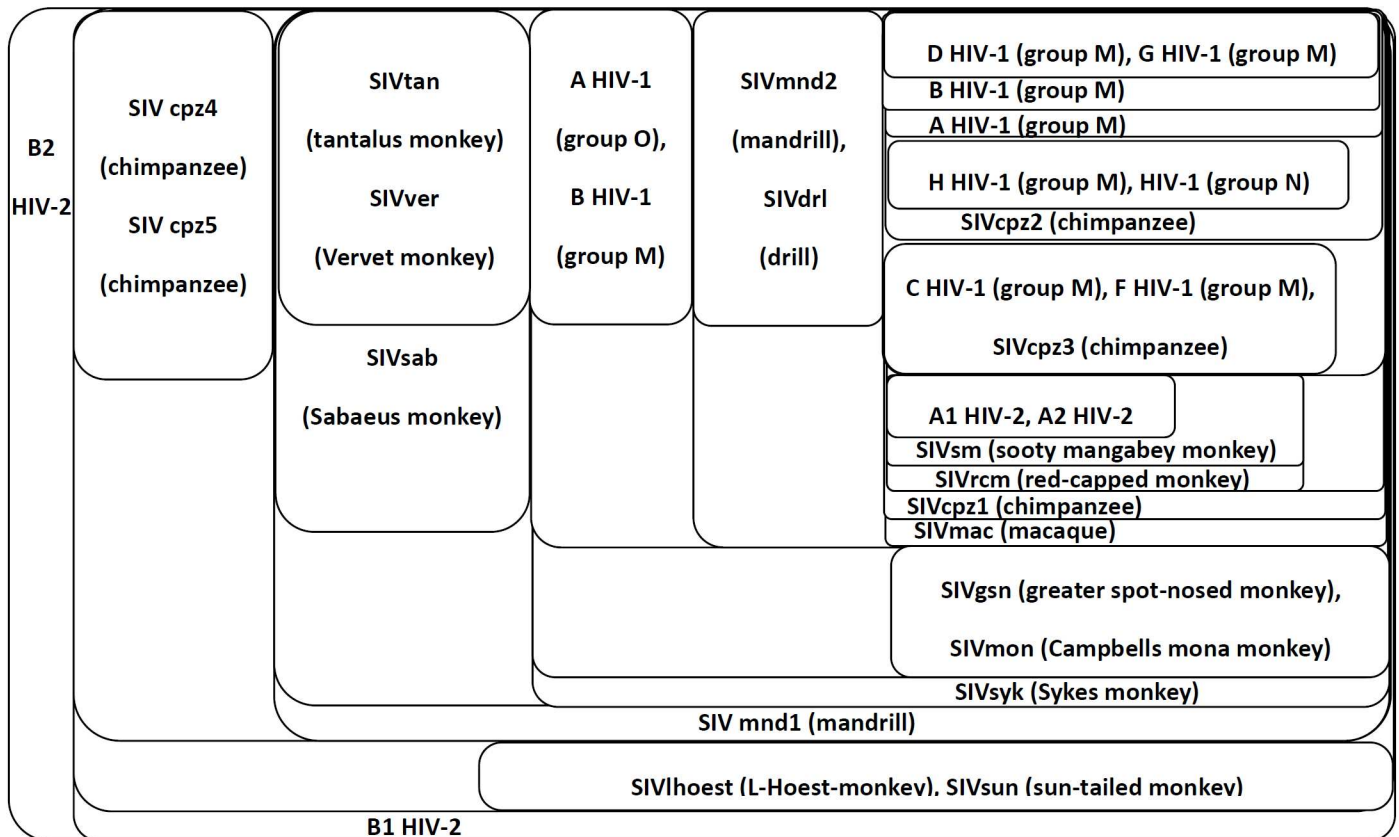 B2
HIV-2
SIV cpz4
(chimpanzee)
SIV cpz5
(chimpanzee)
SIVtan
(tantalus monkey)
SIVver
(Vervet monkey)
SIVsab
(Sabaeus monkey)
A HIV-1
(group O),
B HIV-1
(group M)
SIVmnd2
(mandrill),
SIVdrl
(drill)
D HIV-1 (group M), G HIV-1 (group M)
B HIV-1 (group M)
A HIV-1 (group M)
H HIV-1 (group M), HIV-1 (group N)
SIVcpz2 (chimpanzee)
C HIV-1 (group M), F HIV-1 (group M),
SIVcpz3 (chimpanzee)
A1 HIV-2, A2 HIV-2
SIVsm (sooty mangabey monkey)
SIVrcm (red-capped monkey)
SIVcpz1 (chimpanzee)
SIVmac (macaque)
SIVgsn (greater spot-nosed monkey),
SIVmon (Campbells mona monkey)
SIVsyk (Sykes monkey)
SIV mnd1 (mandrill)
SIVlhoest (L-Hoest-monkey), SIVsun (sun-tailed monkey)
B1 HIV-2